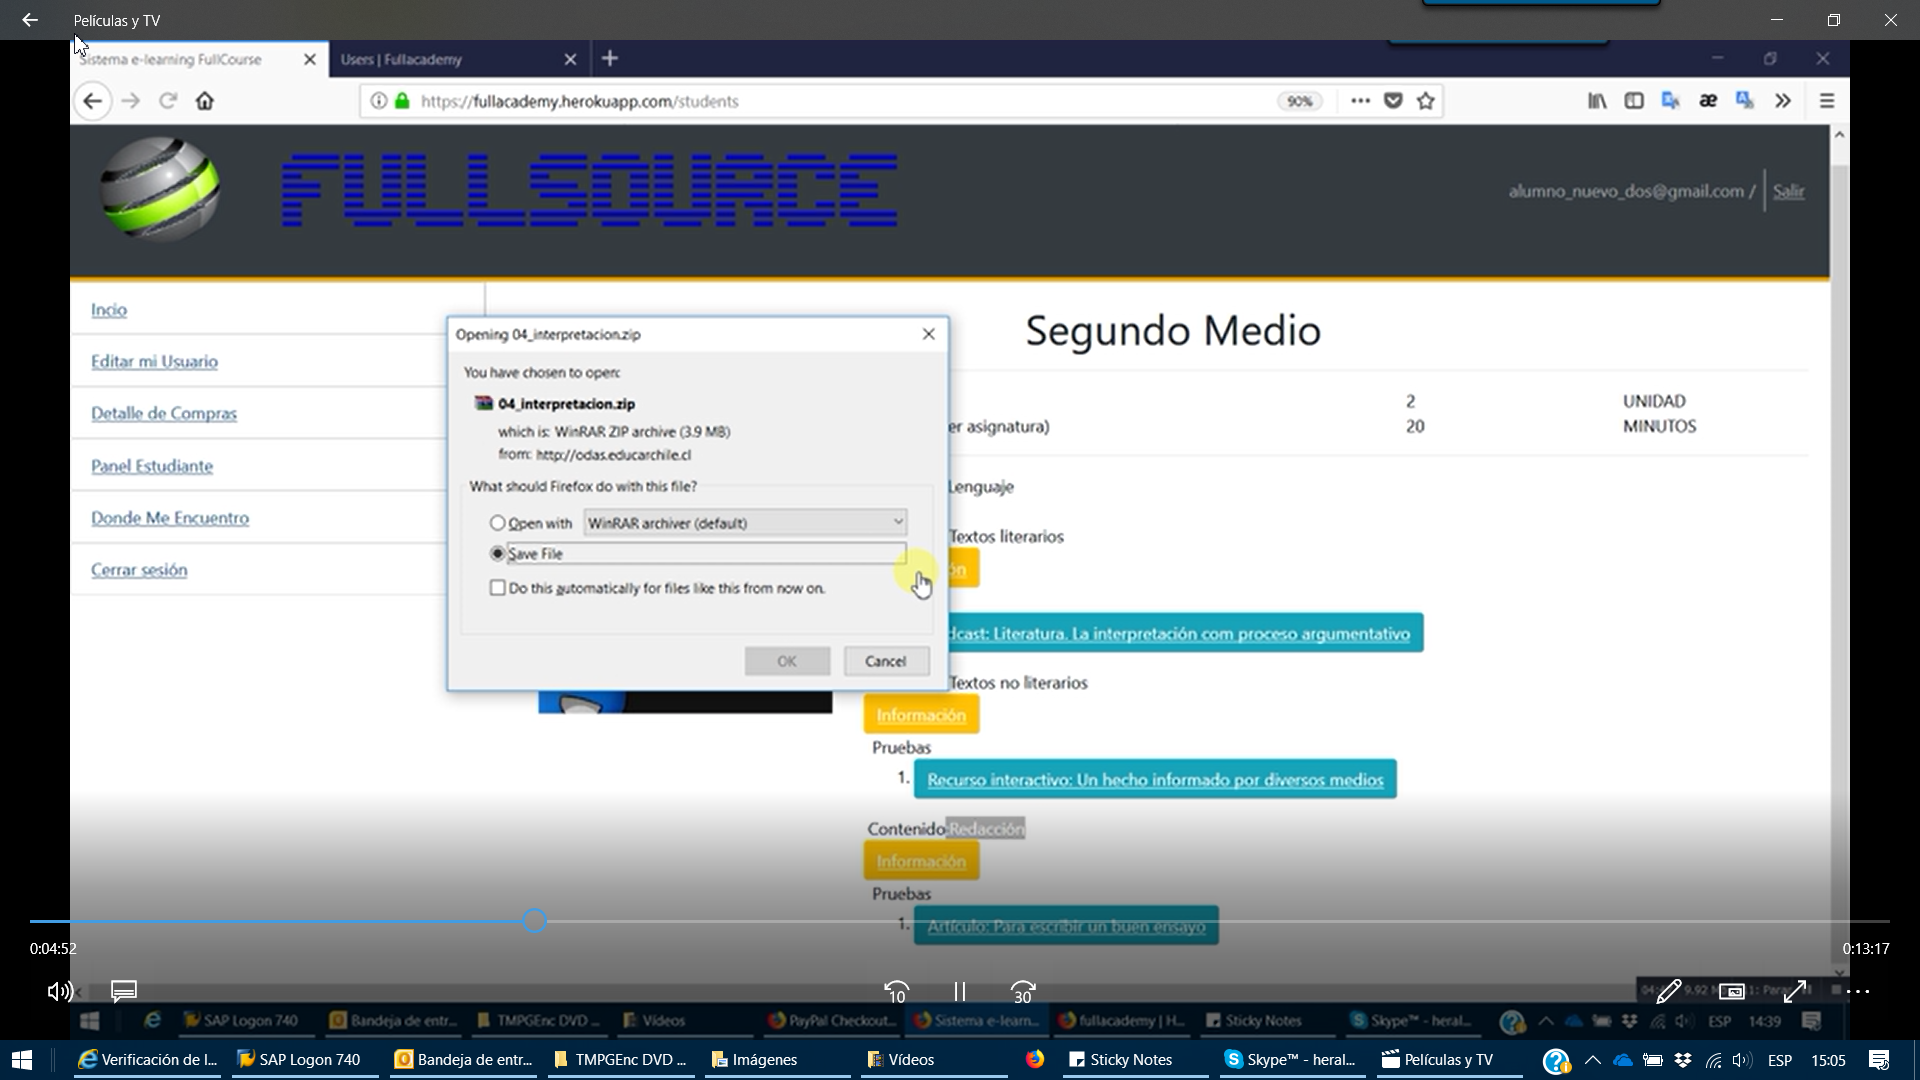 Películas y TV
Sistema e-learning FullCourse
Users | Fullacademy
https://fullacademy.herokuapp.com/students
90%
FULLSOURCE
alumno_nuevo_dos@gmail.com / Salir
Incio
Editar mi Usuario
Detalle de Compras
Panel Estudiante
Donde Me Encuentro
Cerrar sesión
Opening 04_interpretacion.zip
You have chosen to open:
04_interpretacion.zip
which is: WinRAR ZIP archive (3.9 MB)
from: http://odas.educarchile.cl
What should Firefox do with this file?
Open with WinRAR archiver (default)
Save File
Do this automatically for files like this from now on.
OK Cancel
Segundo Medio
2 UNIDAD
er asignatura) 20 MINUTOS
Lenguaje
Textos literarios
ón
dcast: Literatura. La interpretación com proceso argumentativo
Textos no literarios
Información
Pruebas
1. Recurso interactivo: Un hecho informado por diversos medios
Contenido:Redacción
Información
Pruebas
1. Artículo: Para escribir un buen ensayo
0:04:52 0:13:17
10 30
SAP Logon 740 Bandeja de entr... TMPGEnc DVD ... Vídeos PayPal Checkout... Sistema e-learn... fullacademy | H... Sticky Notes Skype™ - heral... ESP 14:39
Verificación de I... SAP Logon 740 Bandeja de entr... TMPGEnc DVD ... Imágenes Vídeos Sticky Notes Skype™ - heral... Películas y TV ESP 15:05